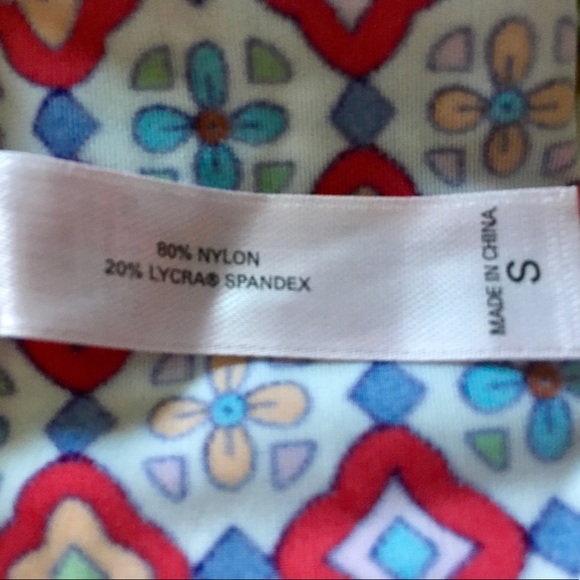 80% NYLON
20% LYCRA® SPANDEX
MADE IN CHINA
S